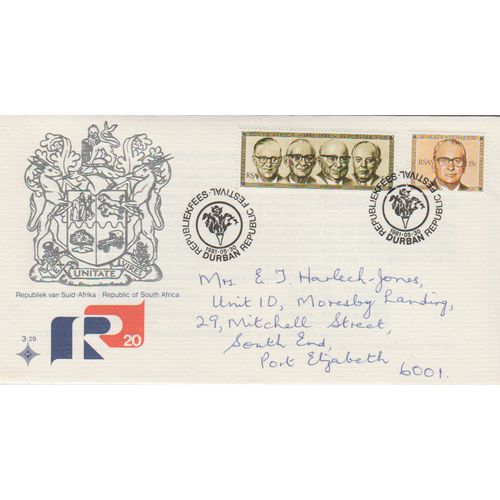 RSA
RSA
15c
REPUBLIEKFEES
REPUBLIC FESTIVAL
1981-05-30
DURBAN
REPUBLIEKFEES
REPUBLIC FESTIVAL
1981-05-30
DURBAN
UNITATE VIRES
Republiek van Suid-Afrika · Republic of South Africa
Mrs. E. J. Harlech-Jones,
Unit 10, Moresby Landing,
29, Mitchell Street,
South End,
Port Elizabeth
6001.
3·29
R
20